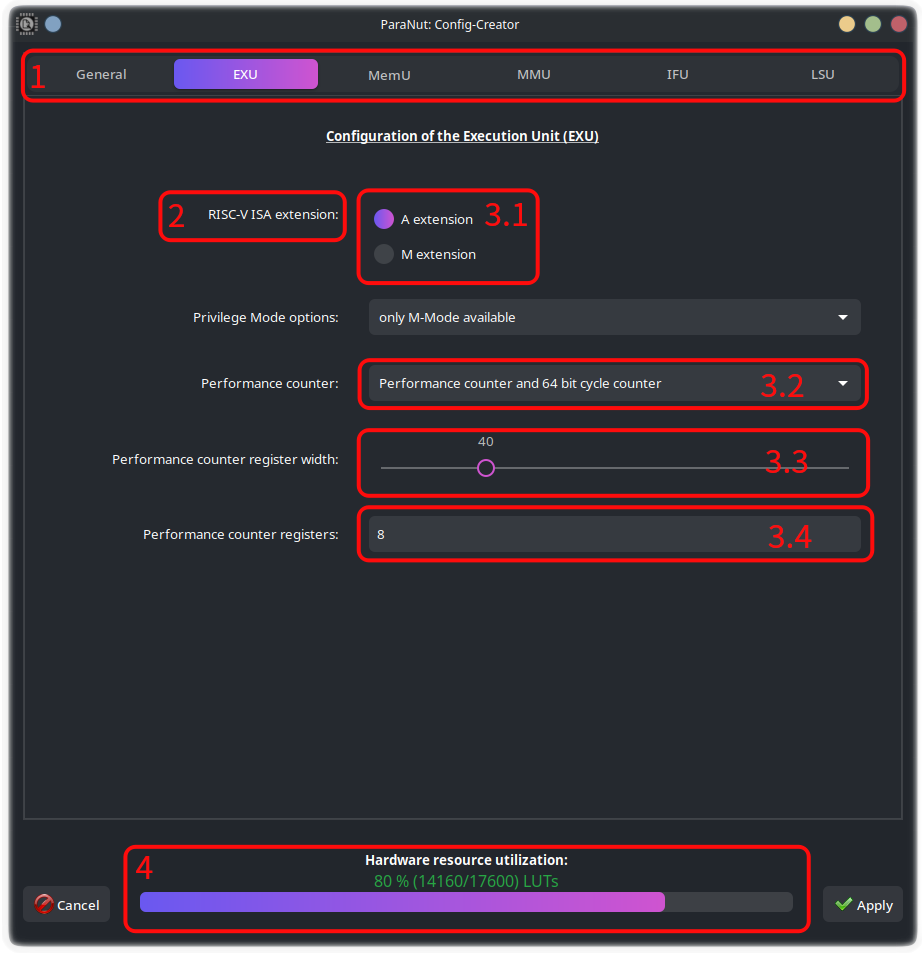 ParaNut: Config-Creator
1 General EXU MemU MMU IFU LSU
Configuration of the Execution Unit (EXU)
2 RISC-V ISA extension:
A extension 3.1
M extension
Privilege Mode options: only M-Mode available
Performance counter: Performance counter and 64 bit cycle counter 3.2
40
Performance counter register width: 3.3
Performance counter registers: 8 3.4
4 Hardware resource utilization:
80 % (14160/17600) LUTs
Cancel Apply